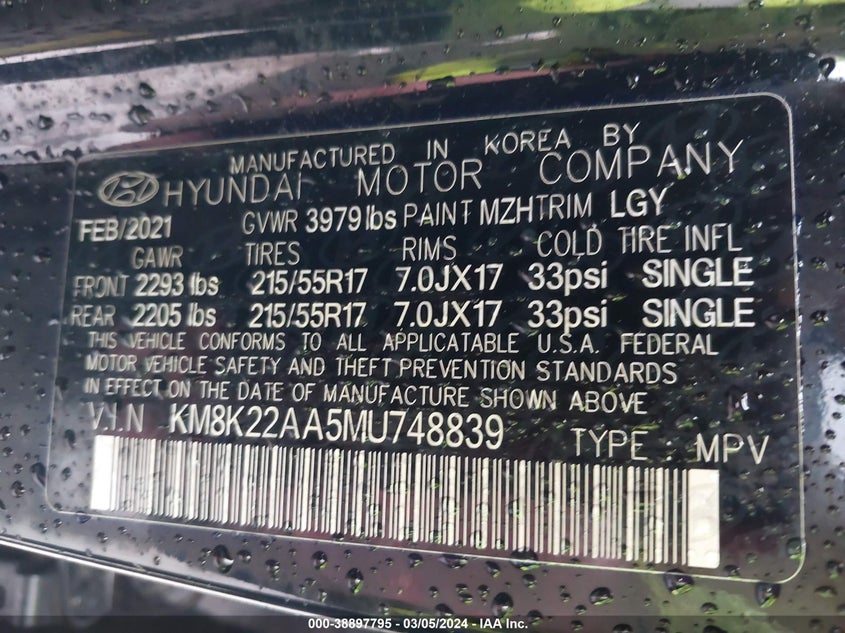 MANUFACTURED IN KOREA BY
HYUNDAI MOTOR COMPANY
FEB/2021 GVWR 3979 lbs PAINT MZH TRIM LGY
GAWR TIRES RIMS COLD TIRE INFL
FRONT 2293 lbs 215/55R17 7.0JX17 33psi SINGLE
REAR 2205 lbs 215/55R17 7.0JX17 33psi SINGLE
THIS VEHICLE CONFORMS TO ALL APPLICATABLE U.S.A. FEDERAL
MOTOR VEHICLE SAFETY AND THEFT PREVENTION STANDARDS
IN EFFECT ON THE DATE OF MANUFACTURE SHOWN ABOVE
V.I.N KM8K22AA5MU748839 TYPE : MPV
000-38897795 - 03/05/2024 - IAA Inc.